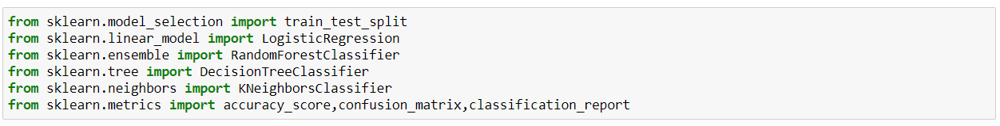 from sklearn.model_selection import train_test_split
from sklearn.linear_model import LogisticRegression
from sklearn.ensemble import RandomForestClassifier
from sklearn.tree import DecisionTreeClassifier
from sklearn.neighbors import KNeighborsClassifier
from sklearn.metrics import accuracy_score,confusion_matrix,classification_report